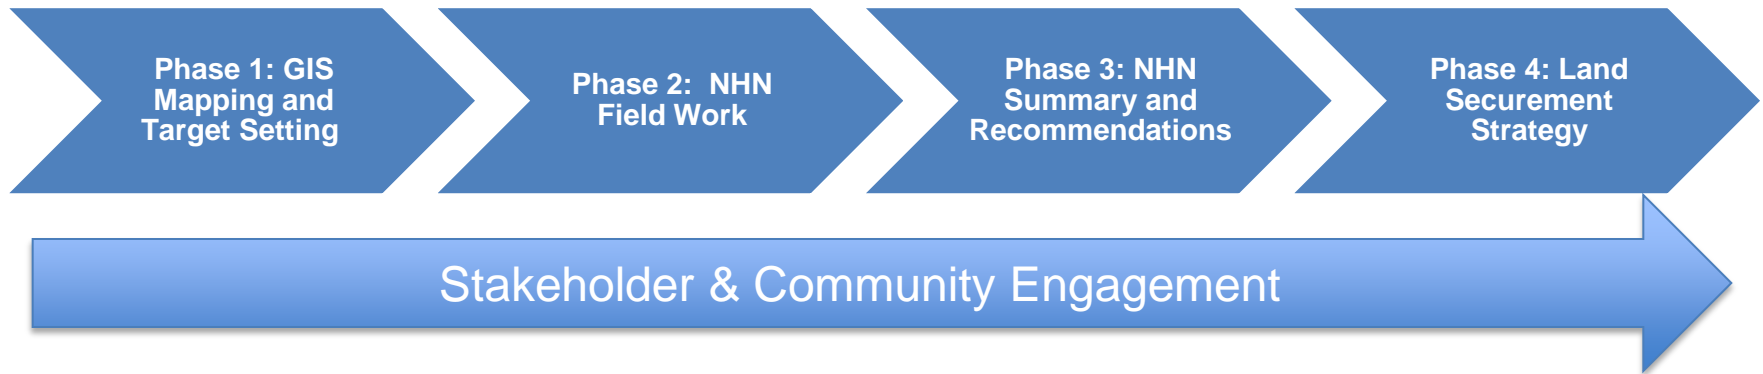 Phase 1: GIS
Mapping and
Target Setting
Phase 2:  NHN
Field Work
Phase 3: NHN
Summary and
Recommendations
Phase 4: Land
Securement
Strategy
Stakeholder & Community Engagement